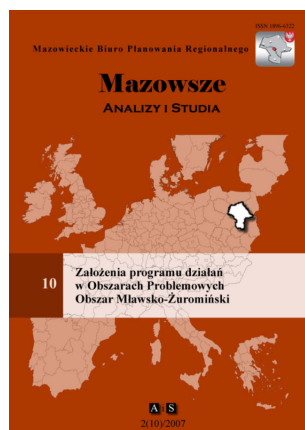 ISSN 1896-6322
Mazowieckie Biuro Planowania Regionalnego
Mazowsze
ANALIZY I STUDIA
10
Założenia programu działań
w Obszarach Problemowych
Obszar Mławsko-Żuromiński
A S
2(10)/2007